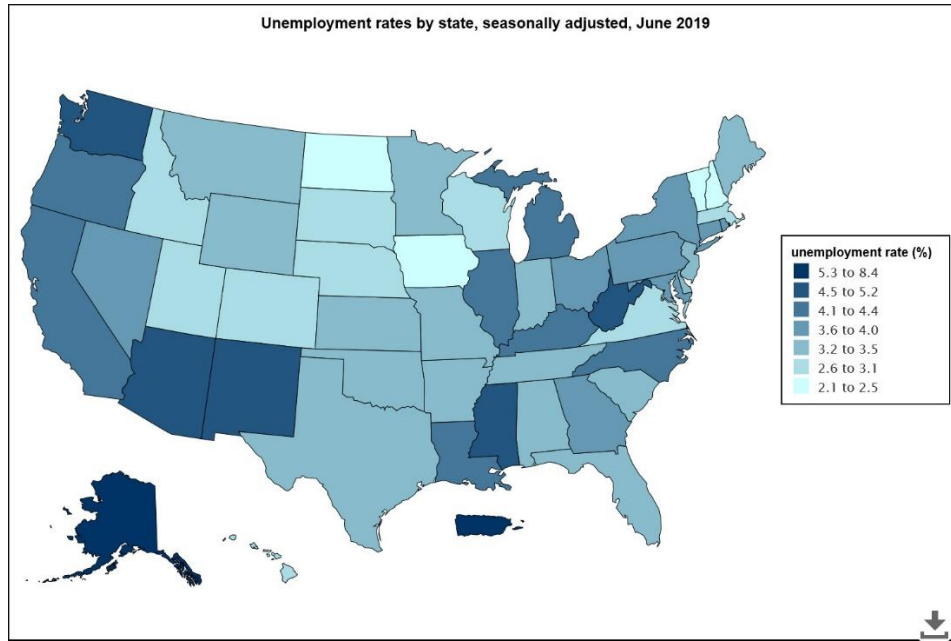 Unemployment rates by state, seasonally adjusted, June 2019
unemployment rate (%)
5.3 to 8.4
4.5 to 5.2
4.1 to 4.4
3.6 to 4.0
3.2 to 3.5
2.6 to 3.1
2.1 to 2.5